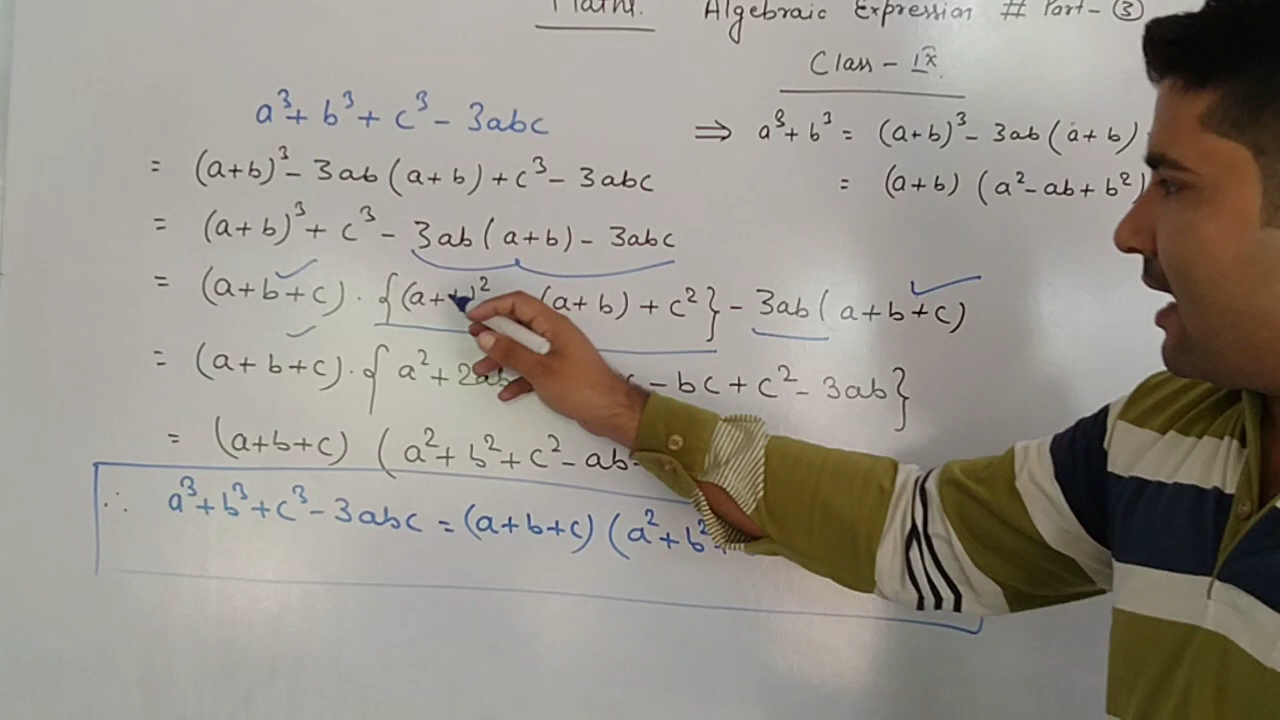 Maths. Algebraic Expression # Part - ③
Class - IX
a³ + b³ + c³ - 3abc
= (a+b)³ - 3ab (a+b) + c³ - 3abc
= (a+b)³ + c³ - 3ab (a+b) - 3abc
= (a+b+c) . {(a+b)² (a+b) + c²} - 3ab (a+b+c)
= (a+b+c) . { a² + 2ab - bc + c² - 3ab}
= (a+b+c) (a² + b² + c² - ab
∴ a³ + b³ + c³ - 3abc = (a+b+c) (a² + b²
⇒ a³ + b³ = (a+b)³ - 3ab (a+b)
= (a+b) (a² - ab + b²)